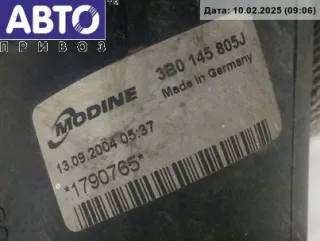 АВТО
ПРИВОЗ
Дата: 10.02.2025 (09:06)
MODINE
3B0 145 805J
Made in Germany
13.09.2004 05:37
*1790765*